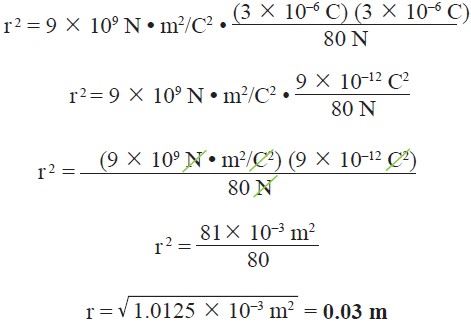 r² = 9 × 10⁹ N • m²/C² • (3 × 10⁻⁶ C) (3 × 10⁻⁶ C) / 80 N
r² = 9 × 10⁹ N • m²/C² • 9 × 10⁻¹² C² / 80 N
r² = (9 × 10⁹ N • m²/C²) (9 × 10⁻¹² C²) / 80 N
r² = 81 × 10⁻³ m² / 80
r = √1.0125 × 10⁻³ m² = 0.03 m